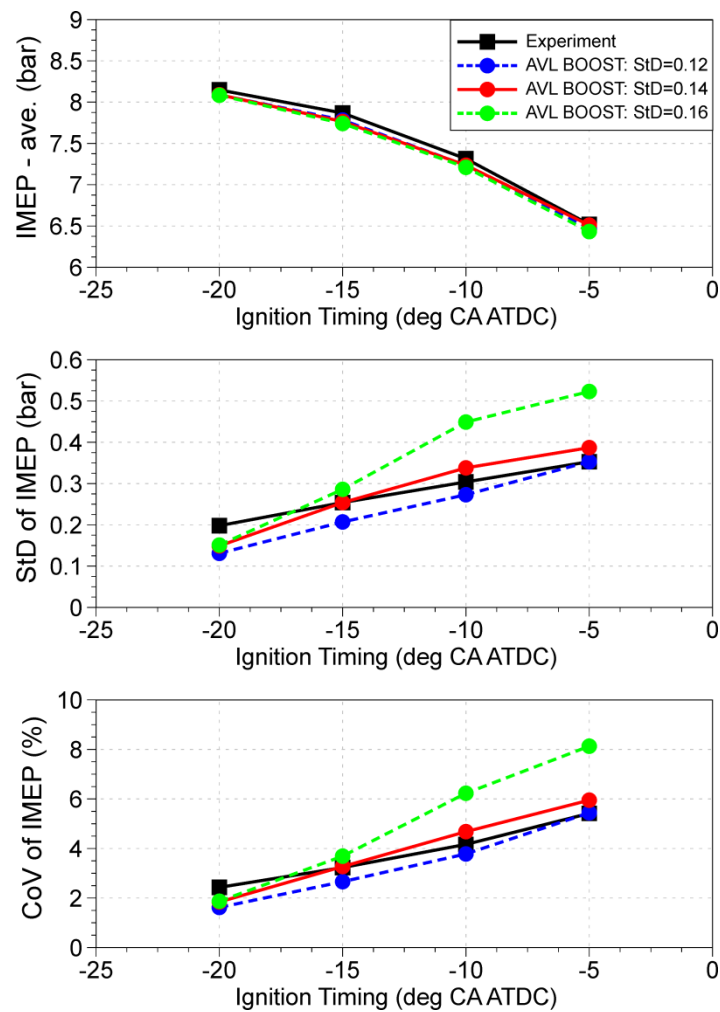 IMEP - ave. (bar)
9
8.5
8
7.5
7
6.5
6
Experiment
AVL BOOST: StD=0.12
AVL BOOST: StD=0.14
AVL BOOST: StD=0.16
-25 -20 -15 -10 -5 0
Ignition Timing (deg CA ATDC)
StD of IMEP (bar)
0.6
0.5
0.4
0.3
0.2
0.1
0
-25 -20 -15 -10 -5 0
Ignition Timing (deg CA ATDC)
CoV of IMEP (%)
10
8
6
4
2
0
-25 -20 -15 -10 -5 0
Ignition Timing (deg CA ATDC)